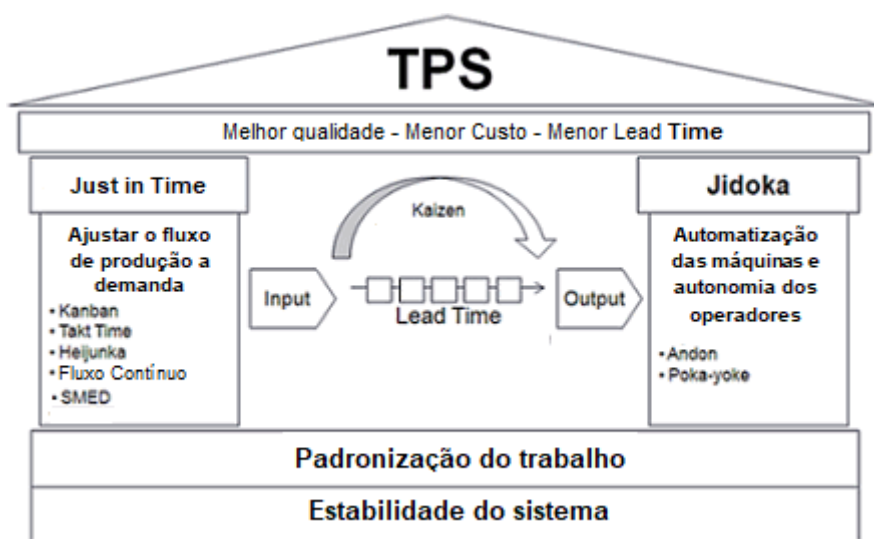 TPS
Melhor qualidade - Menor Custo - Menor Lead Time
Just in Time
Ajustar o fluxo
de produção a
demanda
• Kanban
• Takt Time
• Heijunka
• Fluxo Contínuo
• SMED
Kaizen
Input
Lead Time
Output
Jidoka
Automatização
das máquinas e
autonomia dos
operadores
• Andon
• Poka-yoke
Padronização do trabalho
Estabilidade do sistema